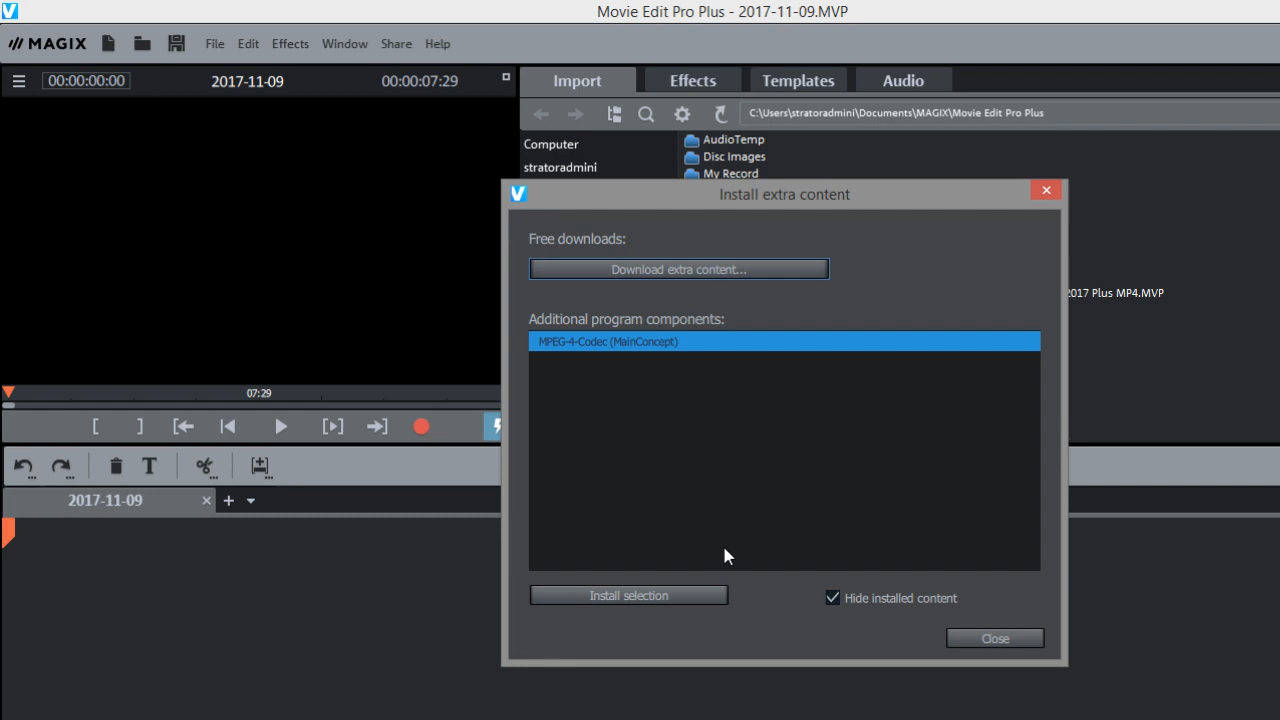 Movie Edit Pro Plus - 2017-11-09.MVP
MAGIX File Edit Effects Window Share Help
00:00:00:00 2017-11-09 00:00:07:29
Import Effects Templates Audio
C:\Users\stratoradmini\Documents\MAGIX\Movie Edit Pro Plus
Computer
stratoradmini
AudioTemp
Disc Images
My Record
Install extra content
Free downloads:
Download extra content...
2017 Plus MP4.MVP
Additional program components:
MPEG-4-Codec (MainConcept)
07:29
2017-11-09
Install selection
Hide installed content
Close